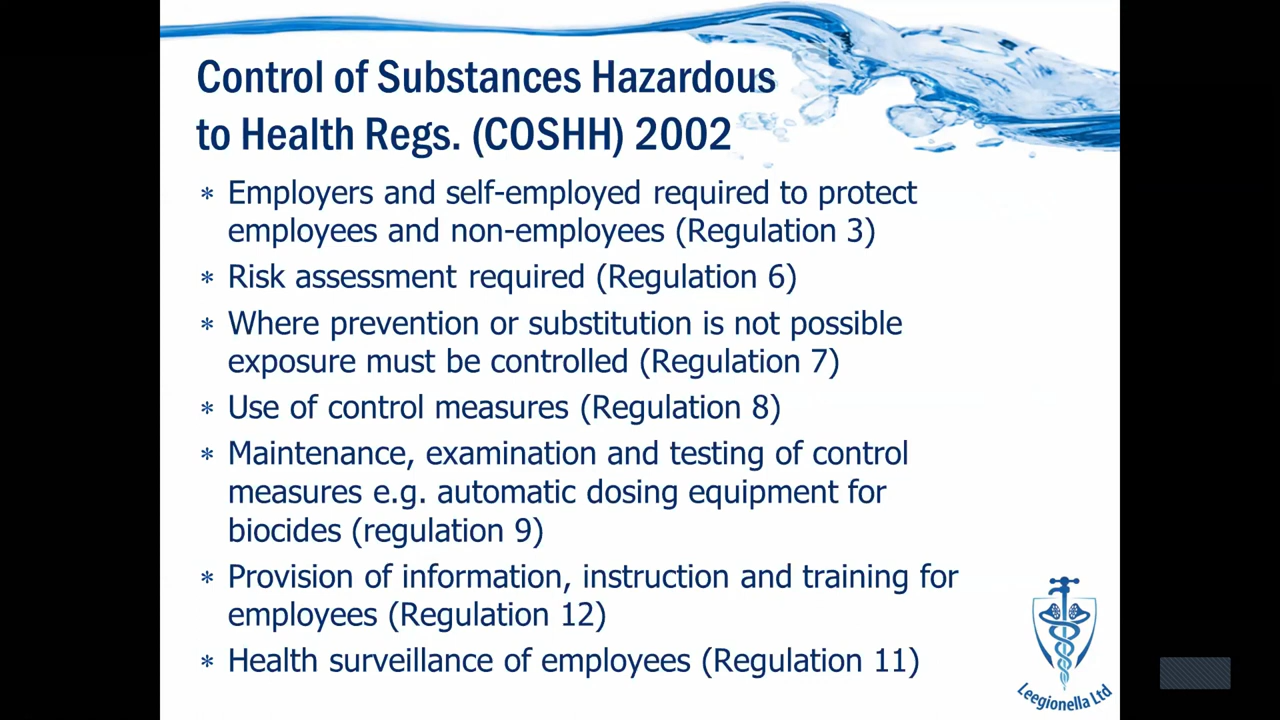 Control of Substances Hazardous
to Health Regs. (COSHH) 2002
* Employers and self-employed required to protect
employees and non-employees (Regulation 3)
* Risk assessment required (Regulation 6)
* Where prevention or substitution is not possible
exposure must be controlled (Regulation 7)
* Use of control measures (Regulation 8)
* Maintenance, examination and testing of control
measures e.g. automatic dosing equipment for
biocides (regulation 9)
* Provision of information, instruction and training for
employees (Regulation 12)
* Health surveillance of employees (Regulation 11)
Leegionella Ltd